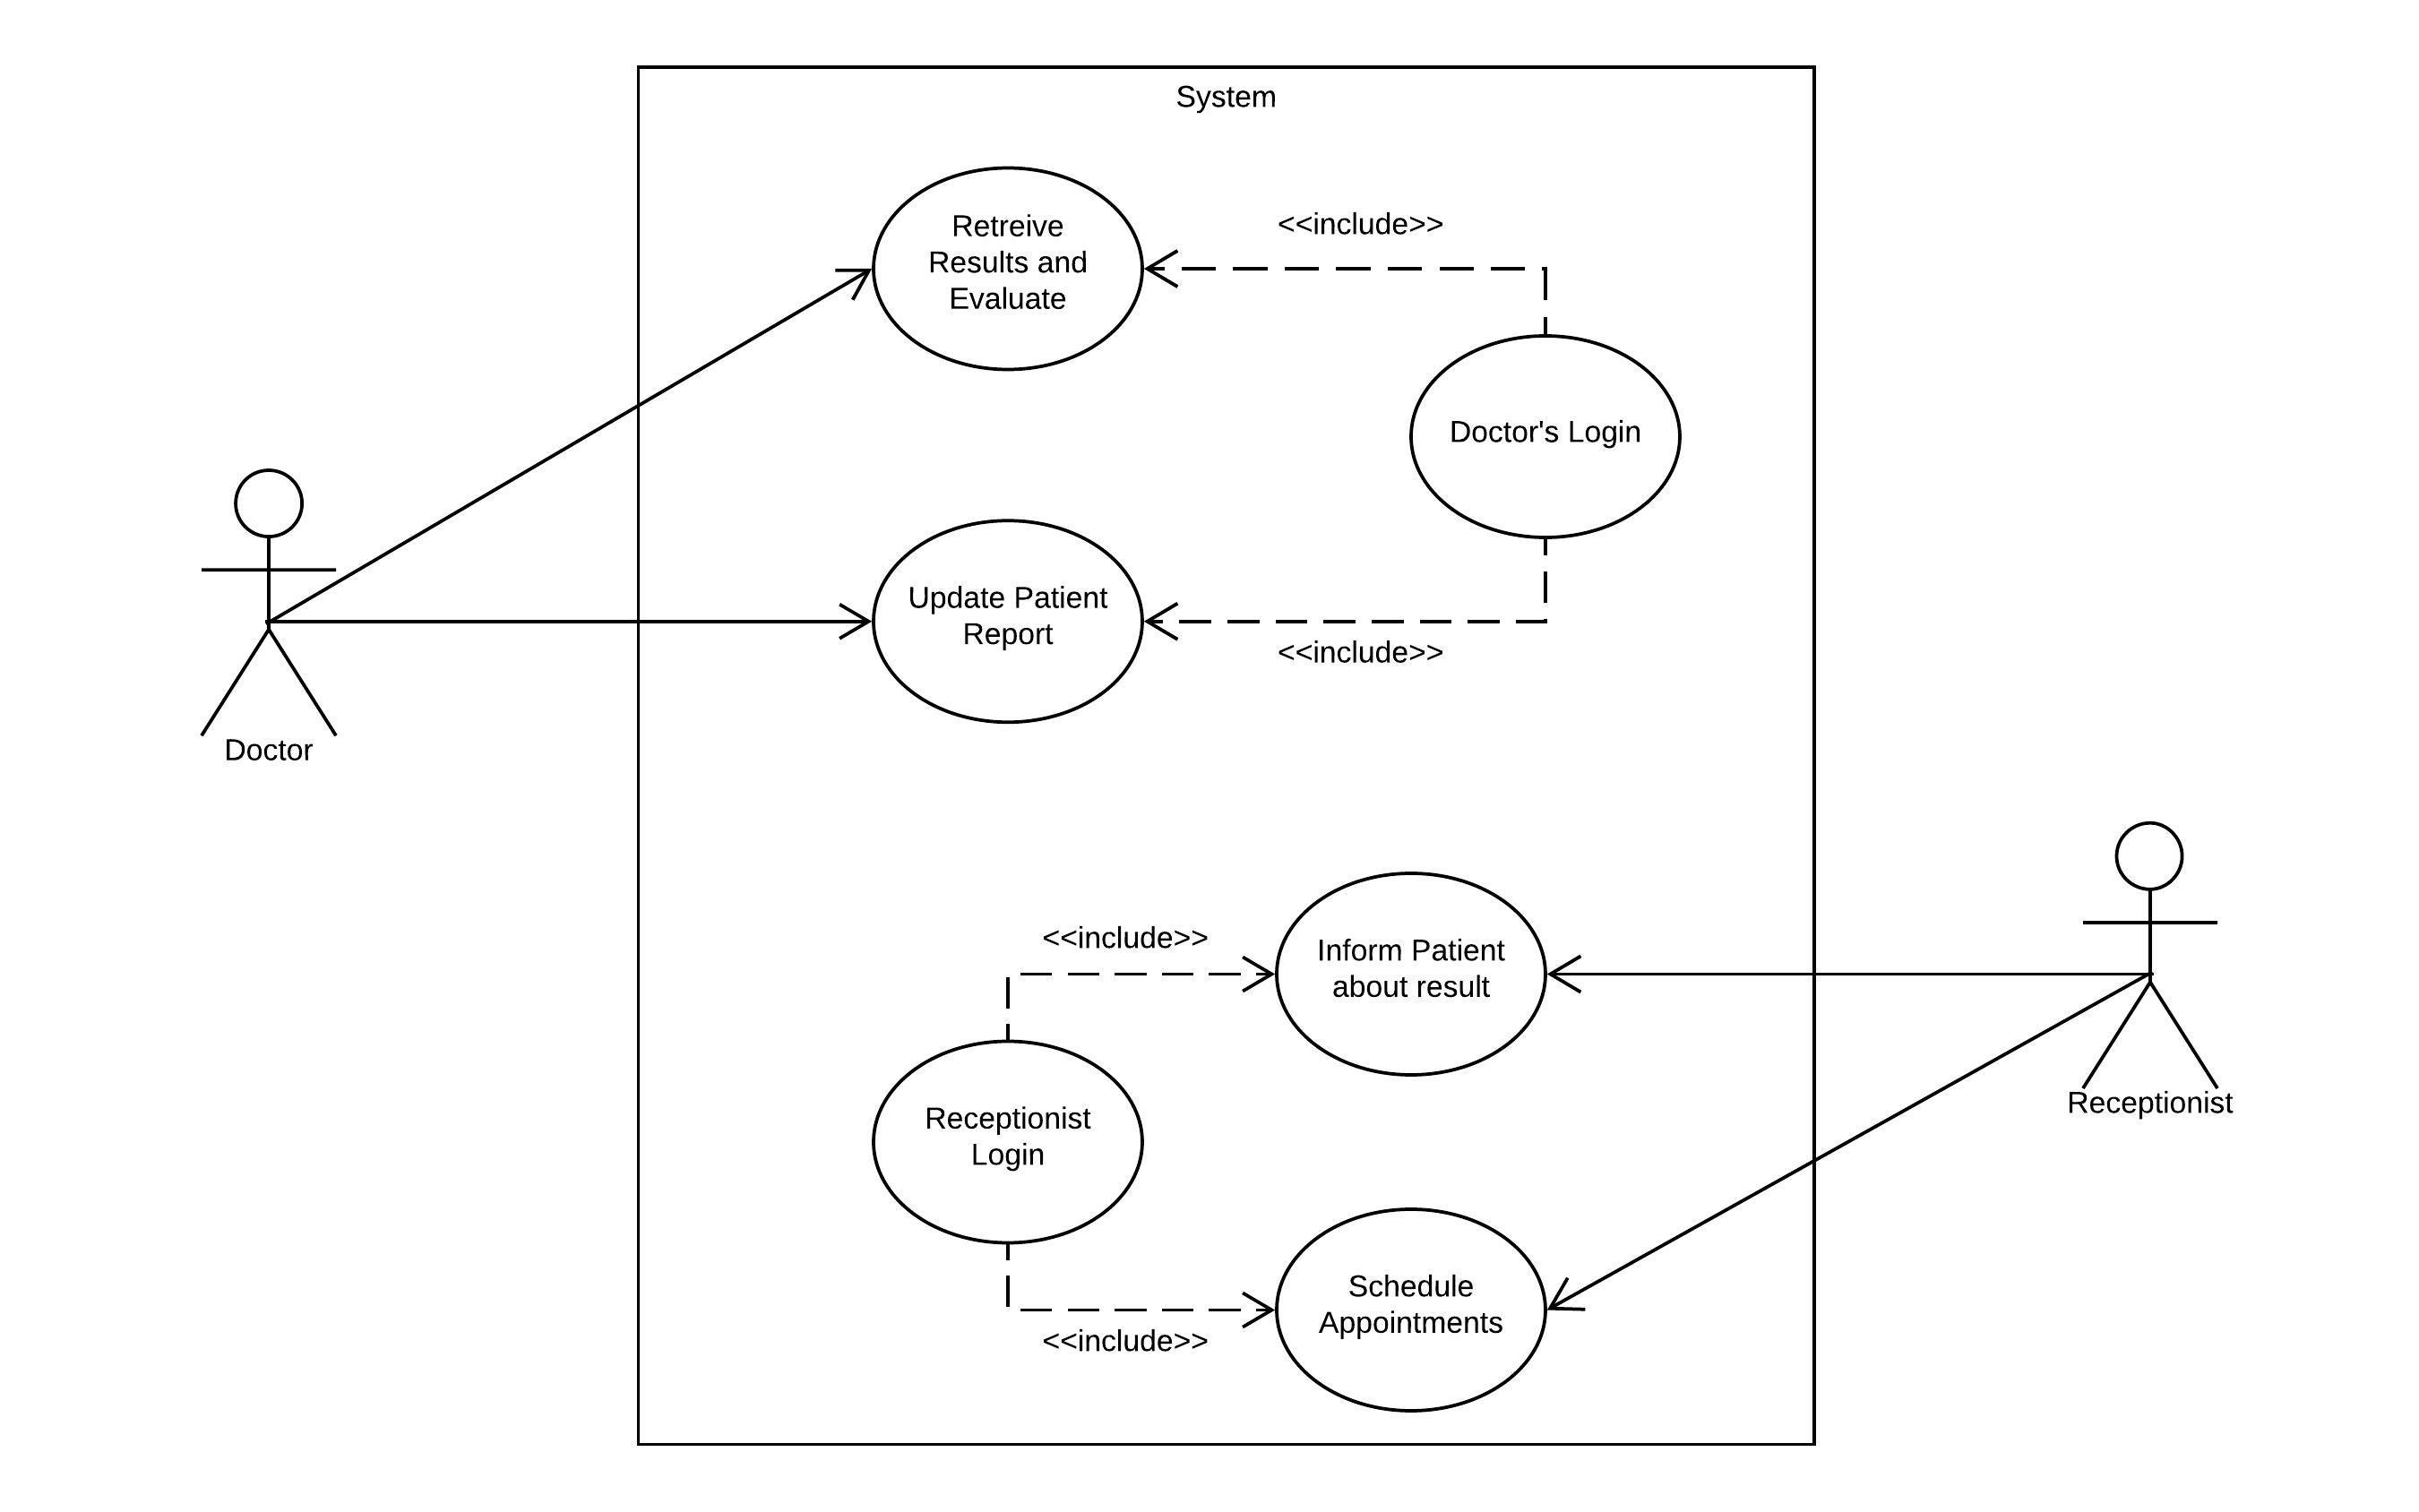 System
Retreive
Results and
Evaluate
<<include>>
Doctor's Login
Update Patient
Report
<<include>>
Doctor
<<include>>
Inform Patient
about result
Receptionist
Login
Receptionist
Schedule
Appointments
<<include>>